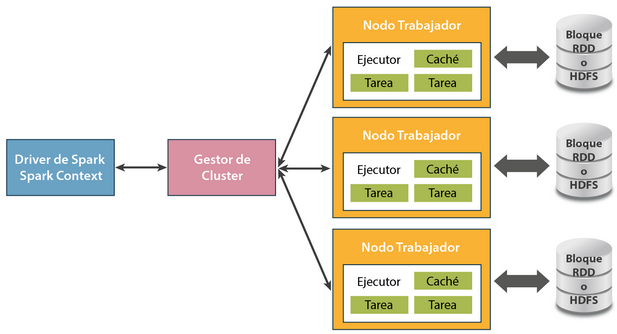 Driver de Spark
Spark Context
Gestor de
Cluster
Nodo Trabajador
Ejecutor
Caché
Tarea
Tarea
Bloque
RDD
o
HDFS
Nodo Trabajador
Ejecutor
Caché
Tarea
Tarea
Bloque
RDD
o
HDFS
Nodo Trabajador
Ejecutor
Caché
Tarea
Tarea
Bloque
RDD
o
HDFS